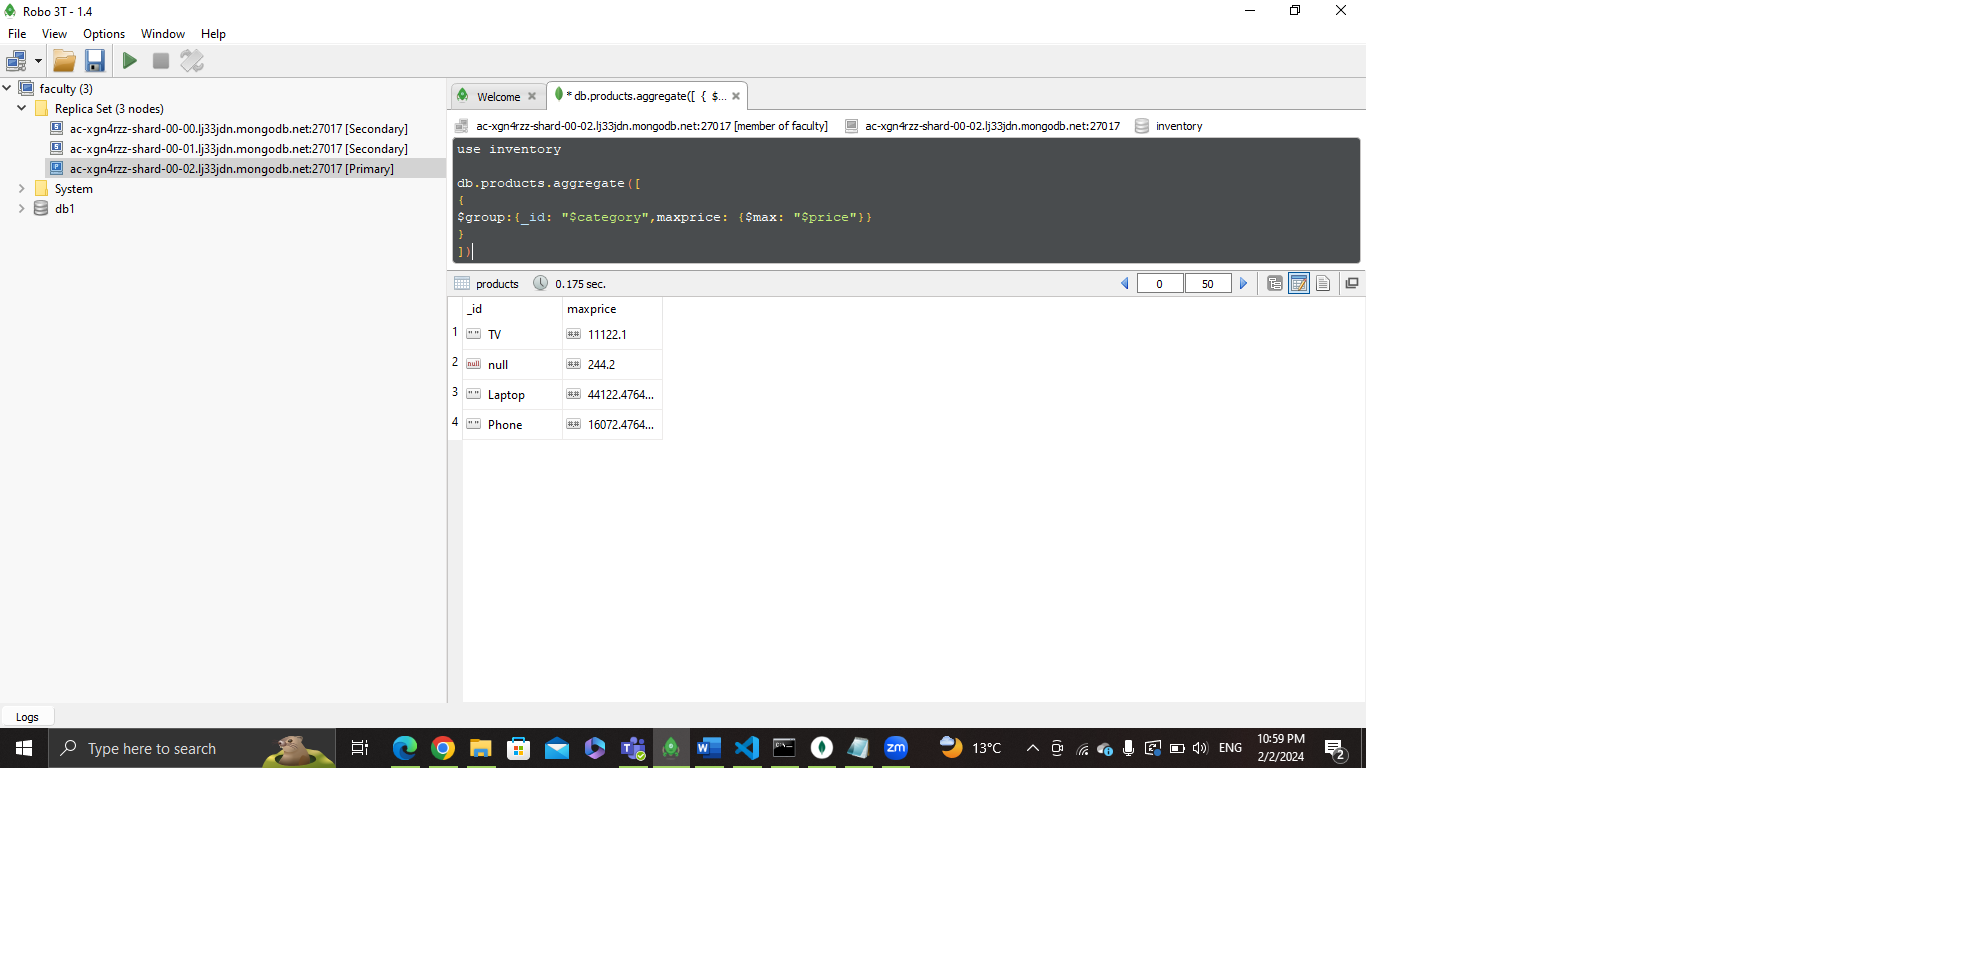 Robo 3T - 1.4
File View Options Window Help
faculty (3)
Replica Set (3 nodes)
ac-xgn4rzz-shard-00-00.lj33jdn.mongodb.net:27017 [Secondary]
ac-xgn4rzz-shard-00-01.lj33jdn.mongodb.net:27017 [Secondary]
ac-xgn4rzz-shard-00-02.lj33jdn.mongodb.net:27017 [Primary]
System
db1
Welcome * db.products.aggregate([ { $...
ac-xgn4rzz-shard-00-02.lj33jdn.mongodb.net:27017 [member of faculty] ac-xgn4rzz-shard-00-02.lj33jdn.mongodb.net:27017 inventory
use inventory
db.products.aggregate([
{
$group:{_id: "$category",maxprice: {$max: "$price"}}
}
])
products 0.175 sec. 0 50
_id maxprice
1 " " TV #.# 11122.1
2 null null #.# 244.2
3 " " Laptop #.# 44122.4764...
4 " " Phone #.# 16072.4764...
Logs
Type here to search
zm
13°C
ENG
10:59 PM
2/2/2024
2